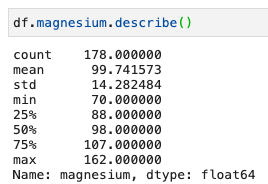 df.magnesium.describe()
count    178.000000
mean      99.741573
std       14.282484
min       70.000000
25%       88.000000
50%       98.000000
75%      107.000000
max      162.000000
Name: magnesium, dtype: float64